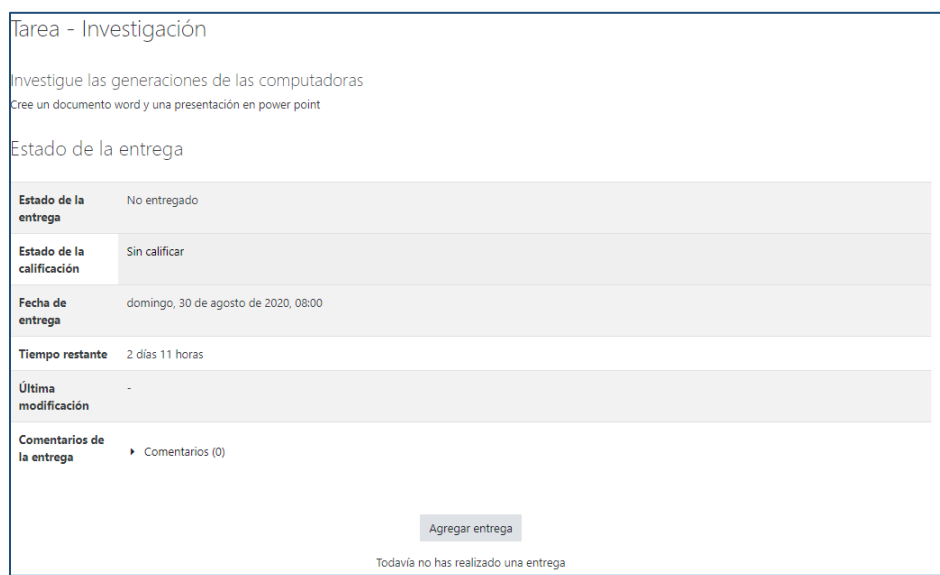 Tarea - Investigación
Investigue las generaciones de las computadoras
Cree un documento word y una presentación en power point
Estado de la entrega
Estado de la entrega No entregado
Estado de la calificación Sin calificar
Fecha de entrega domingo, 30 de agosto de 2020, 08:00
Tiempo restante 2 días 11 horas
Última modificación -
Comentarios de la entrega Comentarios (0)
Agregar entrega
Todavía no has realizado una entrega